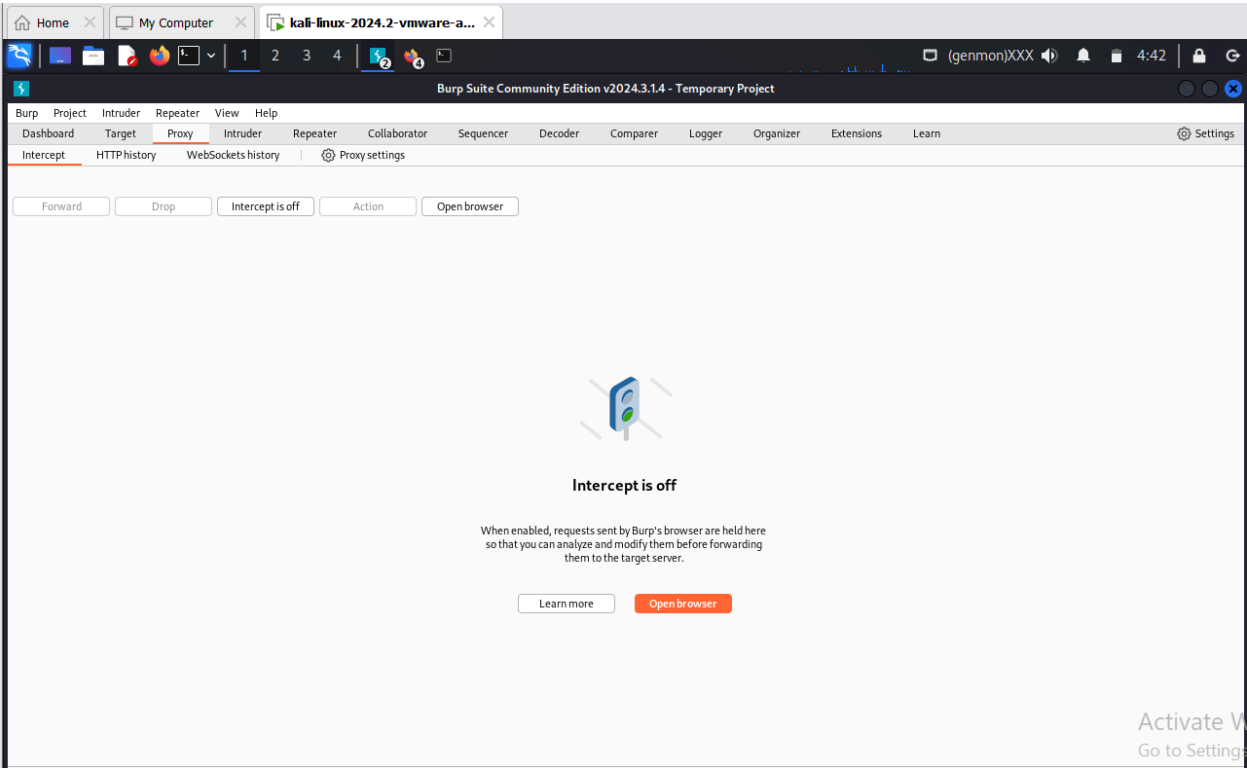 Home
My Computer
kali-linux-2024.2-vmware-a...
1 2 3 4 2 4 (genmon)XXX 4:42
Burp Suite Community Edition v2024.3.1.4 - Temporary Project
Burp Project Intruder Repeater View Help
Dashboard Target Proxy Intruder Repeater Collaborator Sequencer Decoder Comparer Logger Organizer Extensions Learn Settings
Intercept HTTP history WebSockets history Proxy settings
Forward Drop Intercept is off Action Open browser
Intercept is off
When enabled, requests sent by Burp's browser are held here
so that you can analyze and modify them before forwarding
them to the target server.
Learn more Open browser
Activate W
Go to Settings